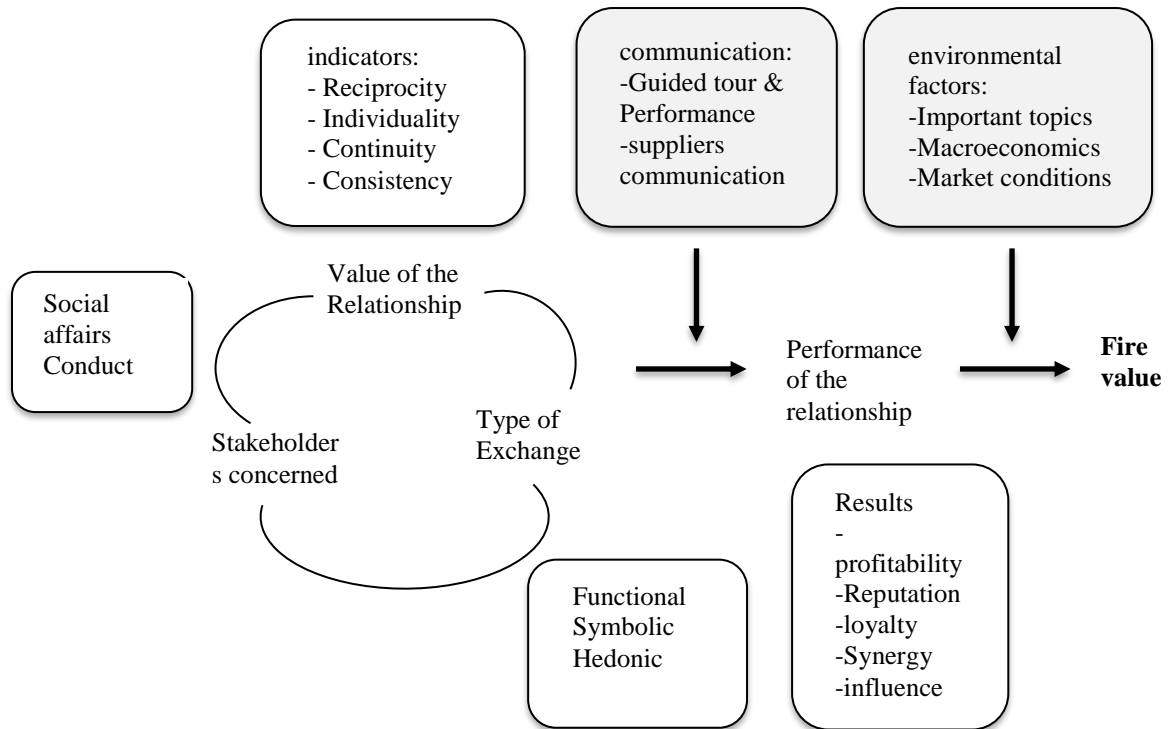 indicators:
- Reciprocity
- Individuality
- Continuity
- Consistency
communication:
-Guided tour &
Performance
-suppliers
communication
environmental
factors:
-Important topics
-Macroeconomics
-Market conditions
Social
affairs
Conduct
Value of the
Relationship
Stakeholder
s concerned
Type of
Exchange
Performance
of the
relationship
Fire
value
Functional
Symbolic
Hedonic
Results
-
profitability
-Reputation
-loyalty
-Synergy
-influence